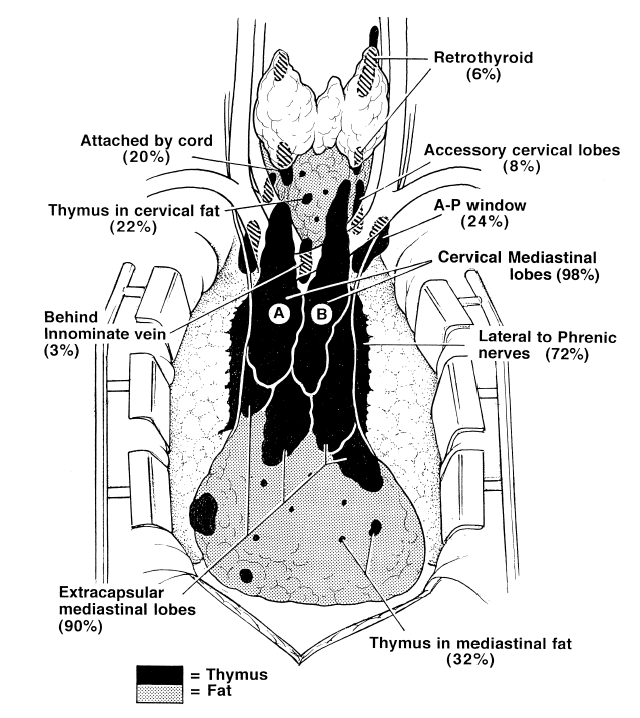 Retrothyroid
(6%)
Attached by cord
(20%)
Accessory cervical lobes
(8%)
Thymus in cervical fat
(22%)
A-P window
(24%)
Cervical Mediastinal
lobes (98%)
A
B
Behind
Innominate vein
(3%)
Lateral to Phrenic
nerves (72%)
Extracapsular
mediastinal lobes
(90%)
Thymus in mediastinal fat
(32%)
= Thymus
= Fat